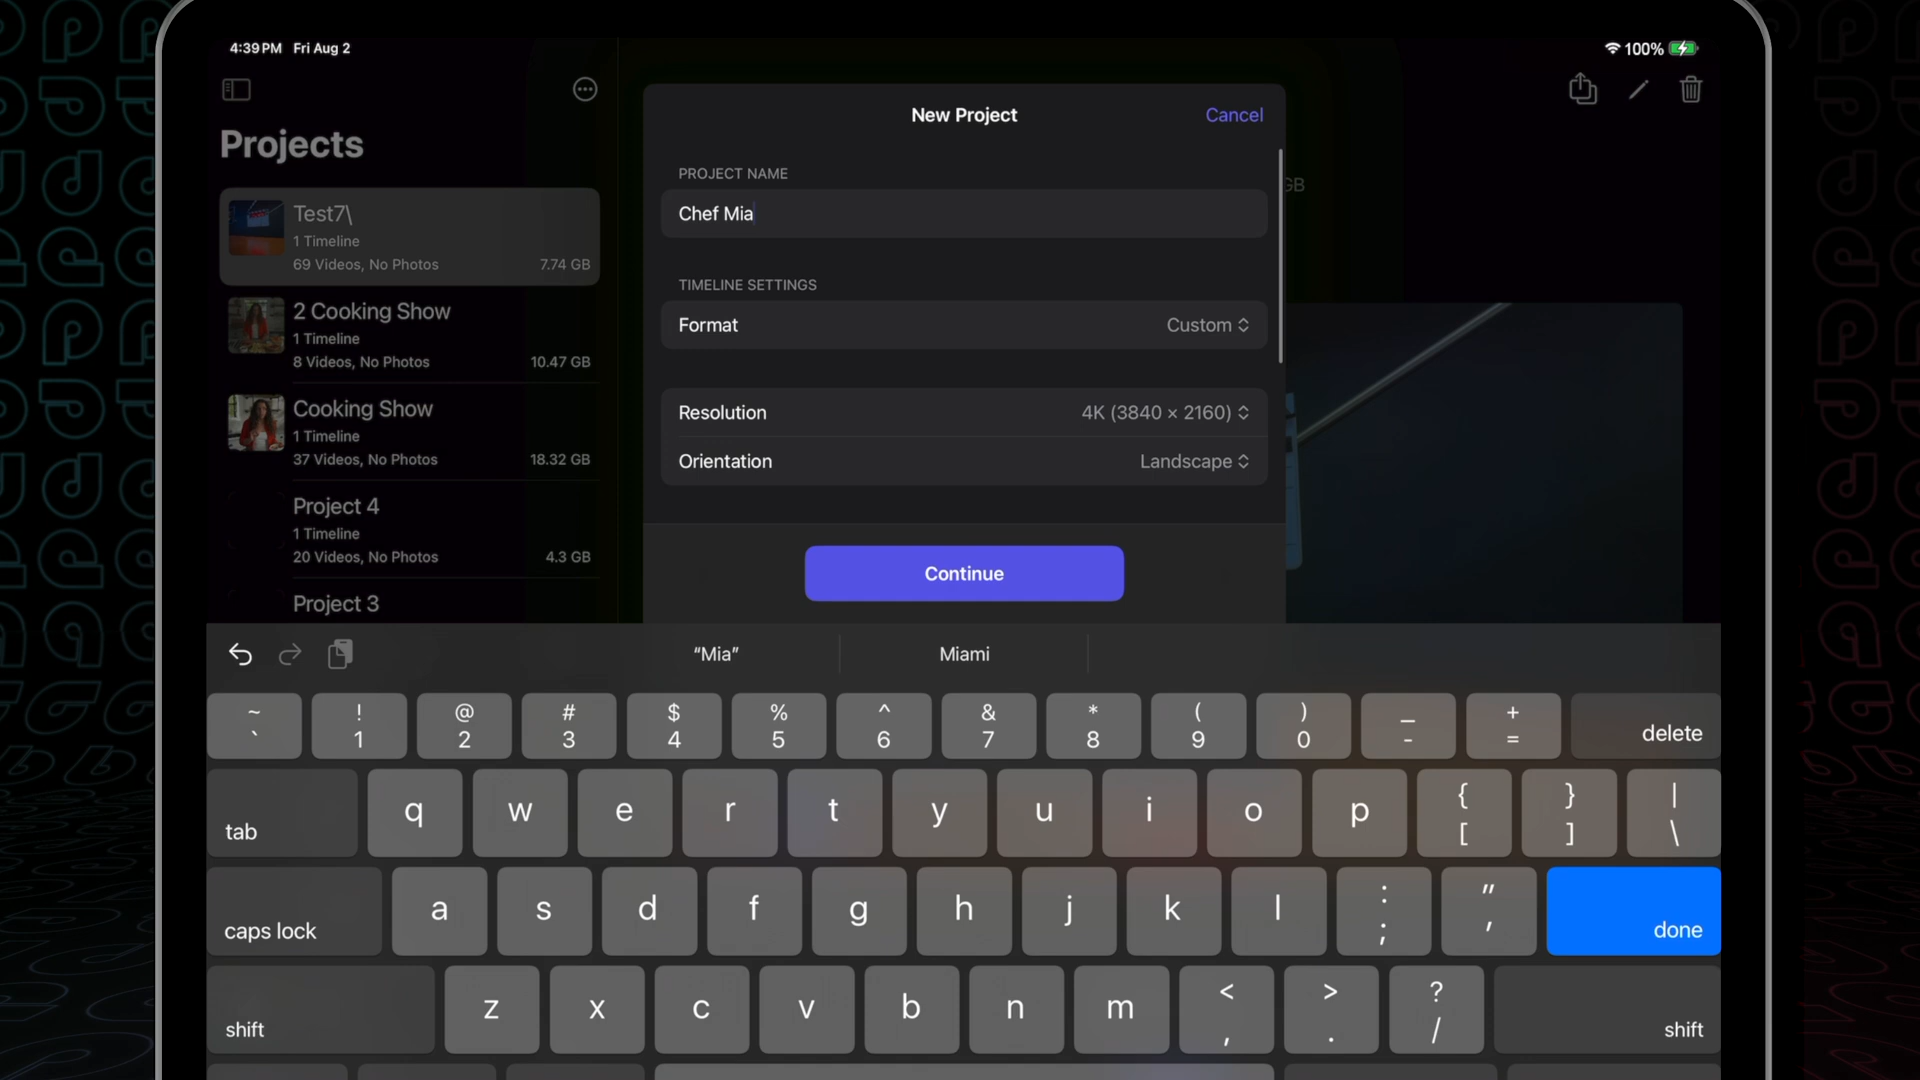 4:39 PM Fri Aug 2
100%
Projects
Test7\
1 Timeline
69 Videos, No Photos 7.74 GB
2 Cooking Show
1 Timeline
8 Videos, No Photos 10.47 GB
Cooking Show
1 Timeline
37 Videos, No Photos 18.32 GB
Project 4
1 Timeline
20 Videos, No Photos 4.3 GB
Project 3
New Project
Cancel
PROJECT NAME
Chef Mia
TIMELINE SETTINGS
Format Custom
Resolution 4K (3840 × 2160)
Orientation Landscape
Continue
GB
“Mia” Miami
~ ! @ # $ % ^ & * ( ) _ +
` 1 2 3 4 5 6 7 8 9 0 - = delete
tab q w e r t y u i o p { [ } ] | \
caps lock a s d f g h j k l : ; " ' done
shift z x c v b n m < , > . ? / shift